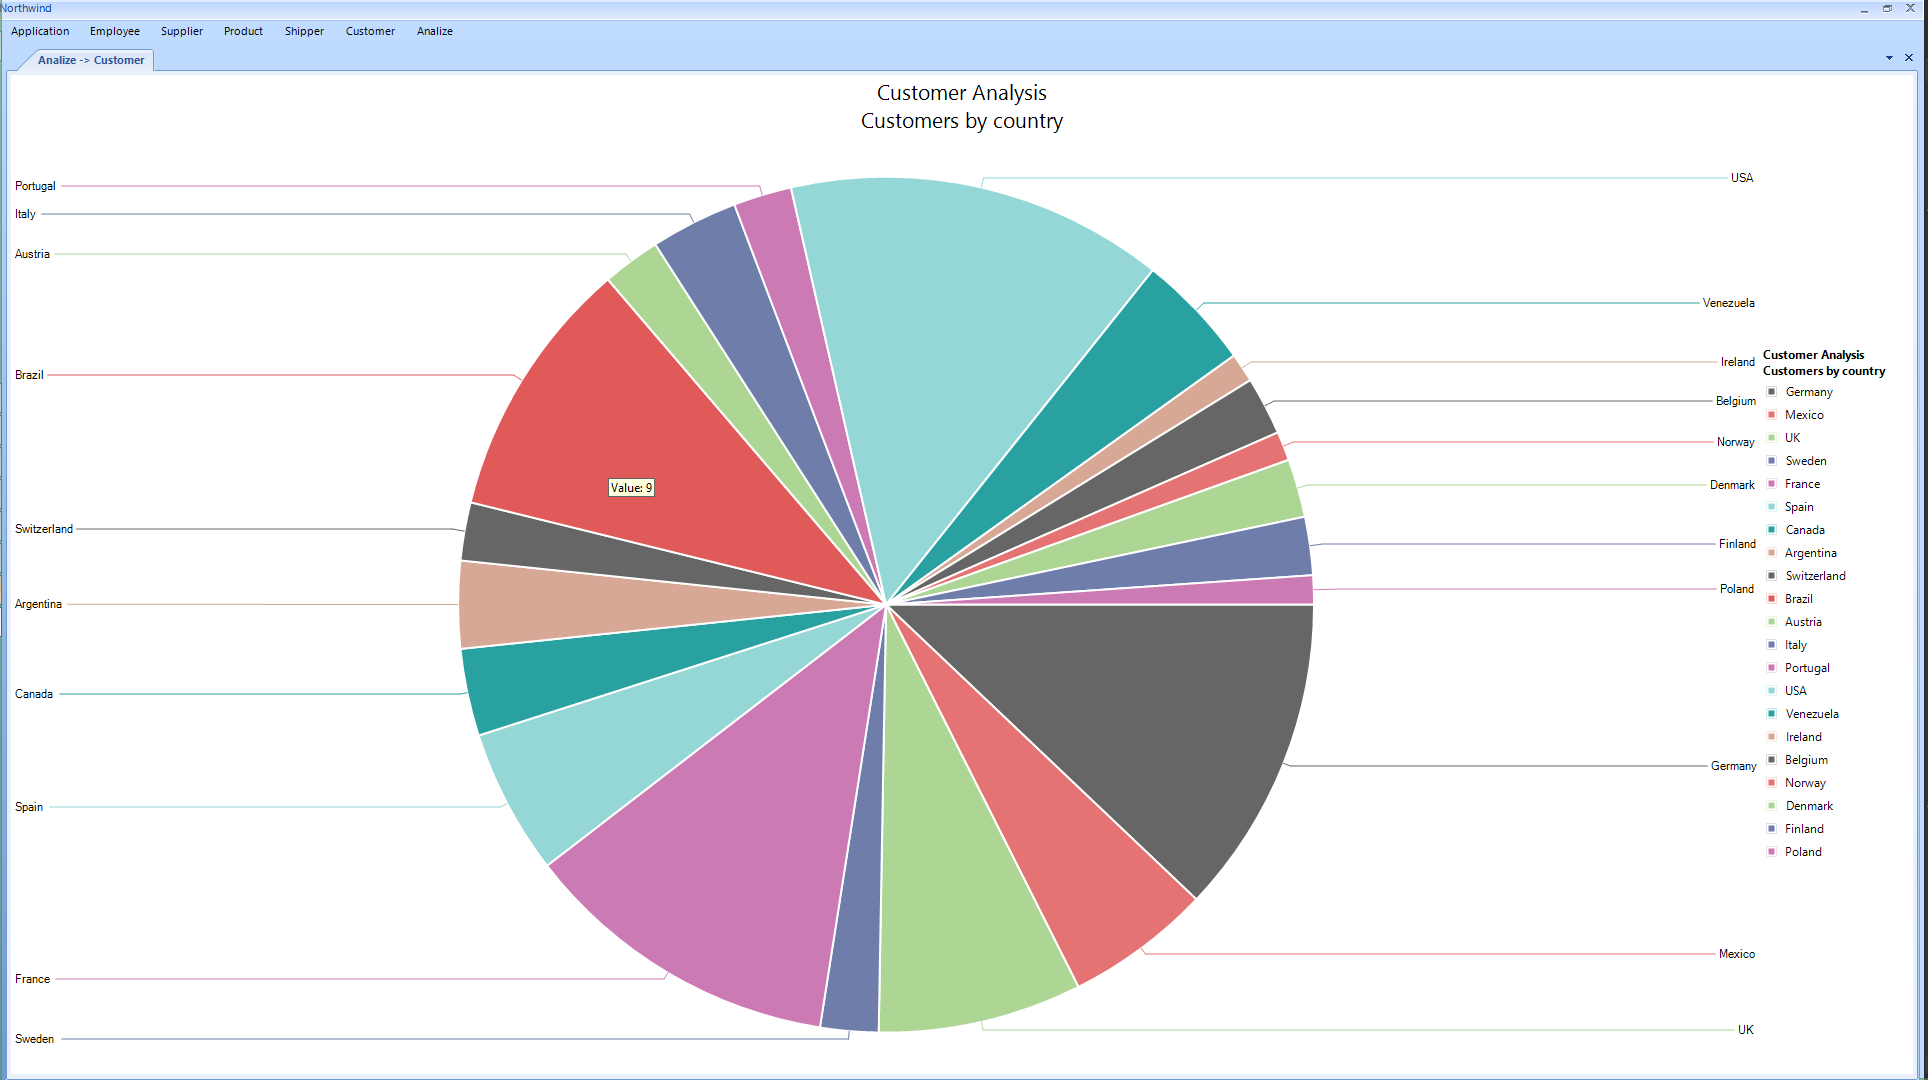 Northwind
Application Employee Supplier Product Shipper Customer Analize
Analize -> Customer
Customer Analysis
Customers by country
Portugal
Italy
Austria
Brazil
Switzerland
Argentina
Canada
Spain
France
Sweden
Value: 9
USA
Venezuela
Ireland
Belgium
Norway
Denmark
Finland
Poland
Germany
Mexico
UK
Customer Analysis
Customers by country
Germany
Mexico
UK
Sweden
France
Spain
Canada
Argentina
Switzerland
Brazil
Austria
Italy
Portugal
USA
Venezuela
Ireland
Belgium
Norway
Denmark
Finland
Poland